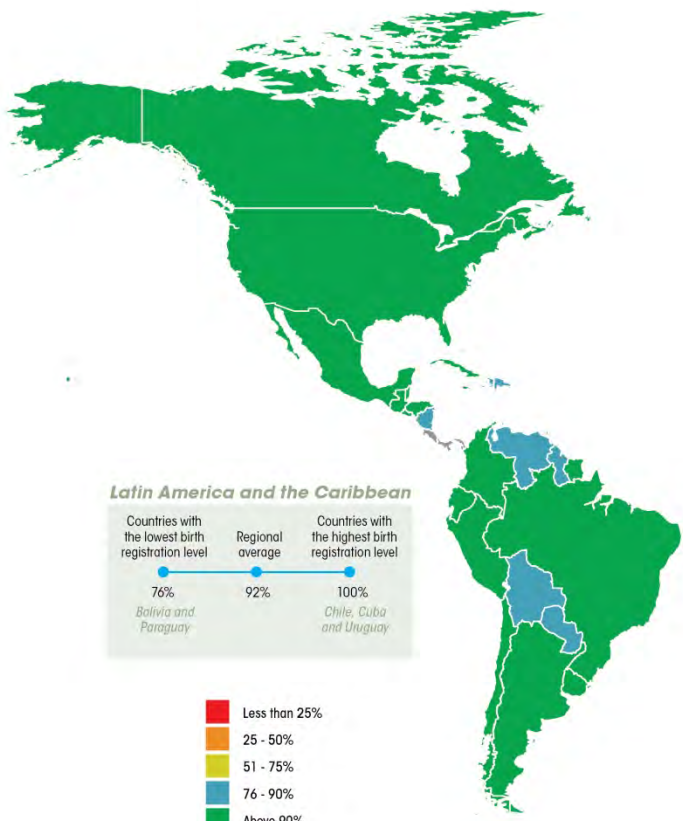 Latin America and the Caribbean
Countries with
the lowest birth
registration level
Regional
average
Countries with
the highest birth
registration level
76%
92%
100%
Bolivia and
Paraguay
Chile, Cuba
and Uruguay
Less than 25%
25 - 50%
51 - 75%
76 - 90%
Above 90%